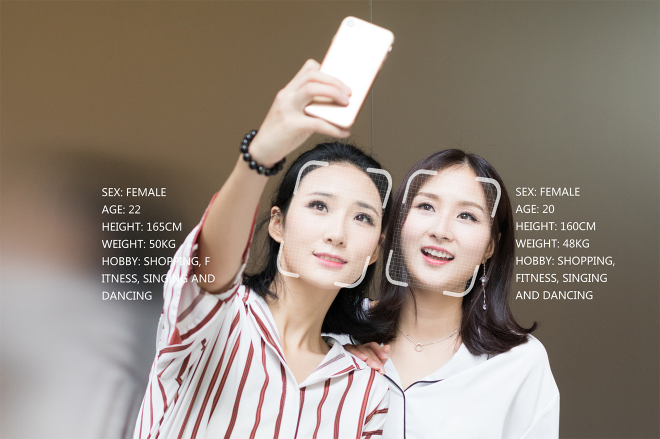 SEX: FEMALE
AGE: 22
HEIGHT: 165CM
WEIGHT: 50KG
HOBBY: SHOPPING, F
ITNESS, SINGING AND
DANCING
SEX: FEMALE
AGE: 20
HEIGHT: 160CM
WEIGHT: 48KG
HOBBY: SHOPPING,
FITNESS, SINGING
AND DANCING